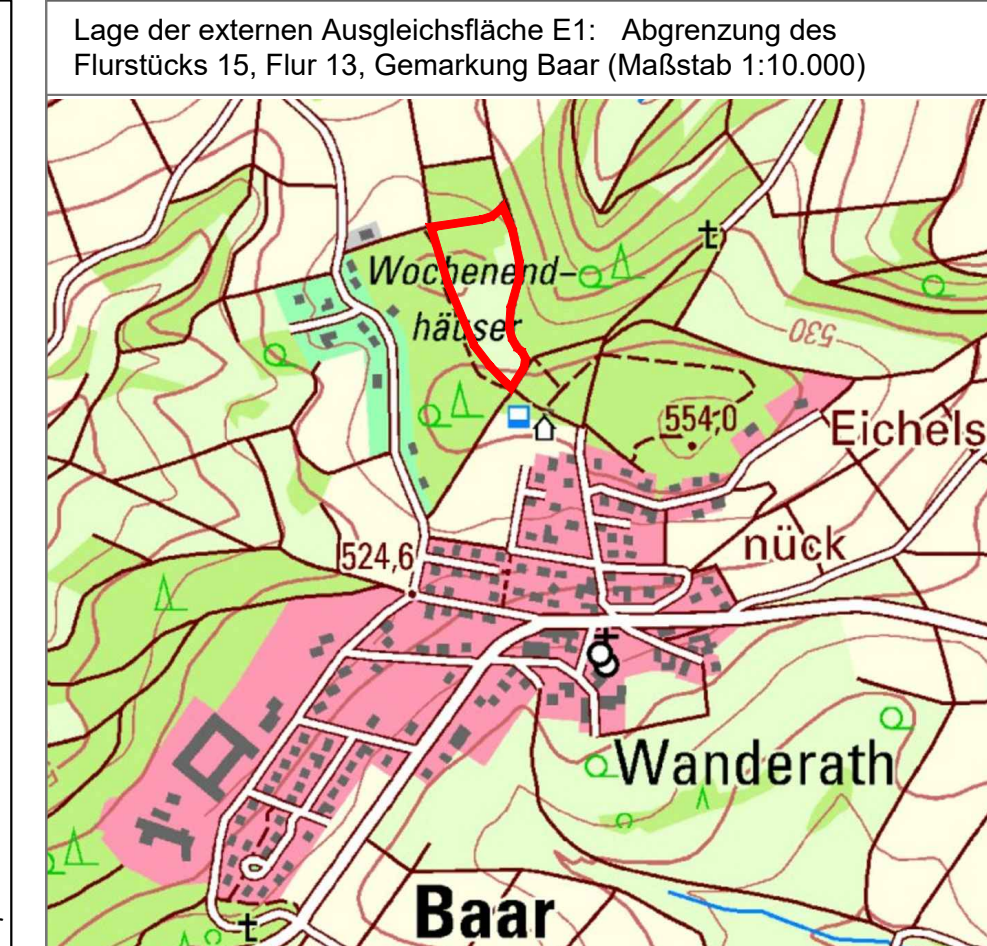 Lage der externen Ausgleichsfläche E1: Abgrenzung des
Flurstücks 15, Flur 13, Gemarkung Baar (Maßstab 1:10.000)
Wochenend-
häuser
530
554,0
Eichels
nück
524,6
Wanderath
Baar